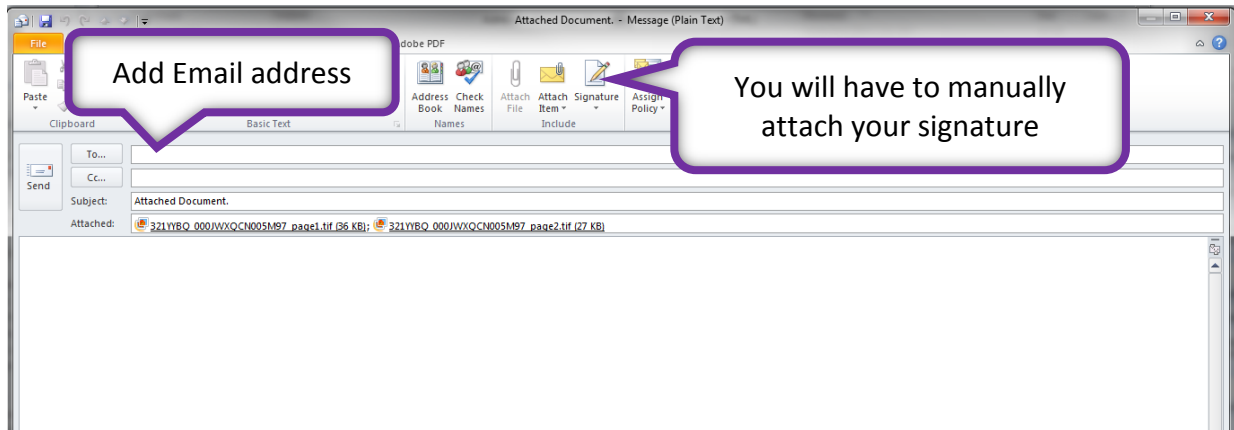 Attached Document. - Message (Plain Text)
File
dobe PDF
Add Email address
You will have to manually
attach your signature
Paste
Address Book
Check Names
Attach File
Attach Item
Signature
Assign Policy
Clipboard
Basic Text
Names
Include
Send
To...
Cc...
Subject:
Attached Document.
Attached:
321YYBQ_000JWXQCN005M97_page1.tif (36 KB); 321YYBQ_000JWXQCN005M97_page2.tif (27 KB)